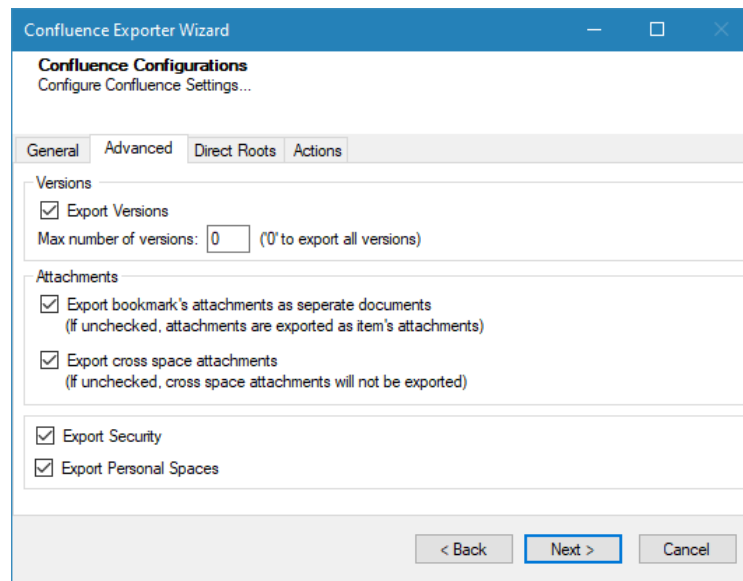 Confluence Exporter Wizard
Confluence Configurations
Configure Confluence Settings...
General Advanced Direct Roots Actions
Versions
Export Versions
Max number of versions: 0 ('0' to export all versions)
Attachments
Export bookmark's attachments as seperate documents
(If unchecked, attachments are exported as item's attachments)
Export cross space attachments
(If unchecked, cross space attachments will not be exported)
Export Security
Export Personal Spaces
< Back Next > Cancel